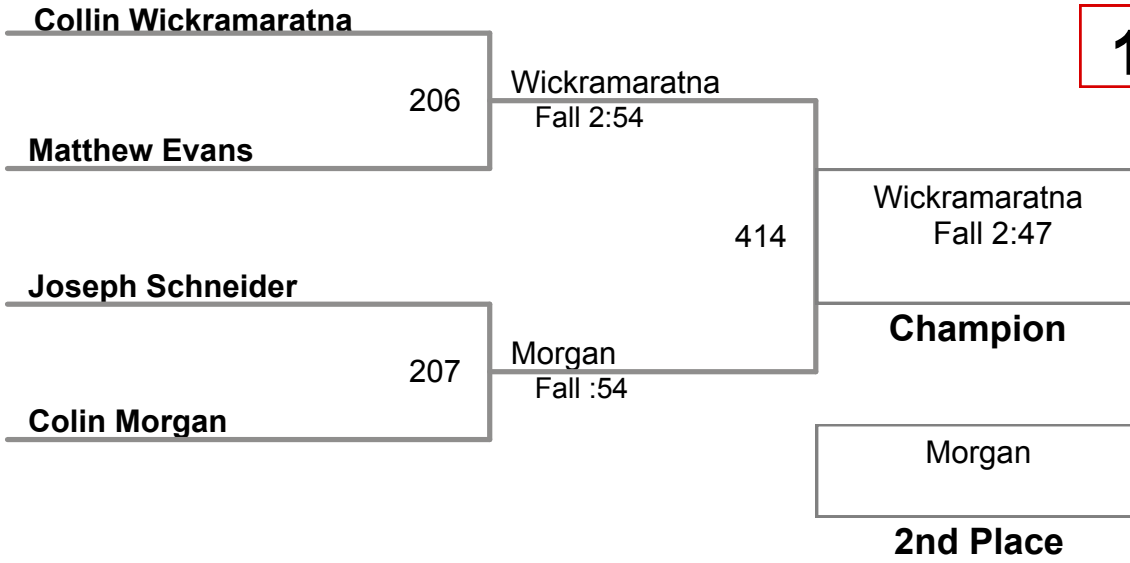 Collin Wickramaratna
1
206
Wickramaratna
Fall 2:54
Matthew Evans
414
Wickramaratna
Fall 2:47
Champion
Joseph Schneider
207
Morgan
Fall :54
Colin Morgan
Morgan
2nd Place